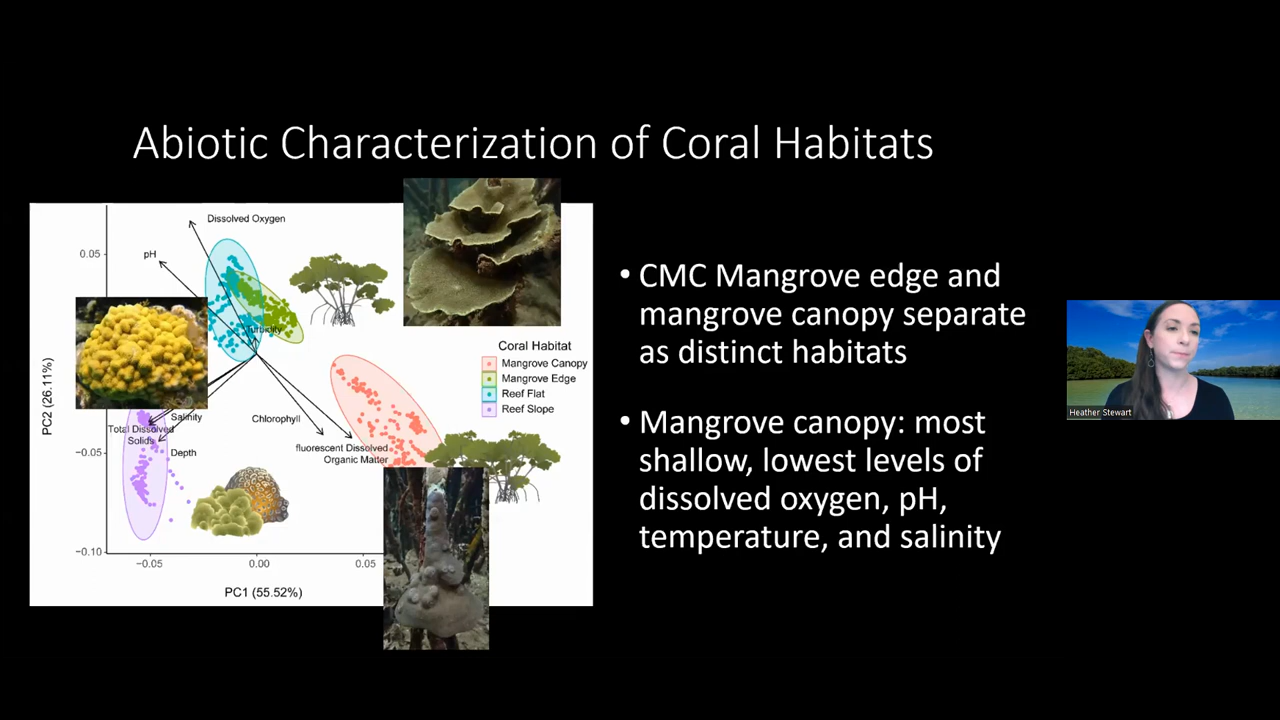 Abiotic Characterization of Coral Habitats
Dissolved Oxygen
pH
0.05
Turbidity
PC2 (26.11%)
Coral Habitat
Mangrove Canopy
Mangrove Edge
Reef Flat
Reef Slope
Salinity
Chlorophyll
Total Dissolved
Solids
fluorescent Dissolved
Organic Matter
−0.05
Depth
−0.10
−0.05
0.00
0.05
PC1 (55.52%)
• CMC Mangrove edge and
mangrove canopy separate
as distinct habitats
• Mangrove canopy: most
shallow, lowest levels of
dissolved oxygen, pH,
temperature, and salinity
Heather Stewart